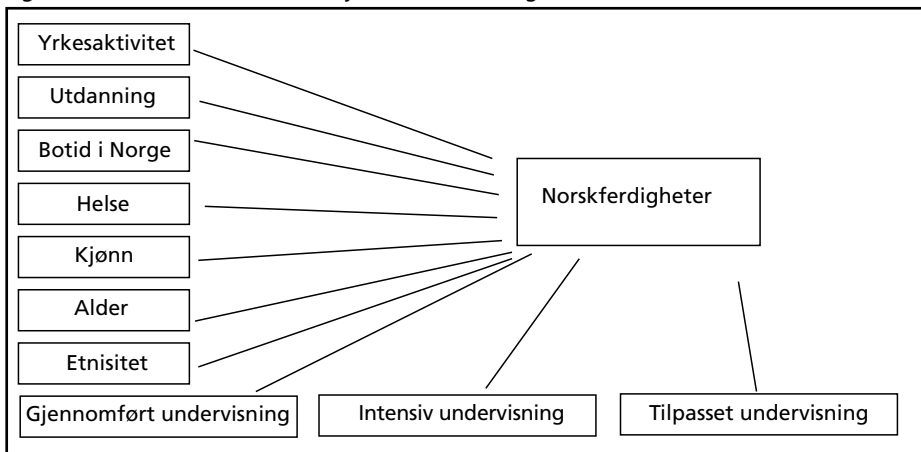 Yrkesaktivitet
Utdanning
Botid i Norge
Helse
Kjønn
Alder
Etnisitet
Norskferdigheter
Gjennomført undervisning
Intensiv undervisning
Tilpasset undervisning